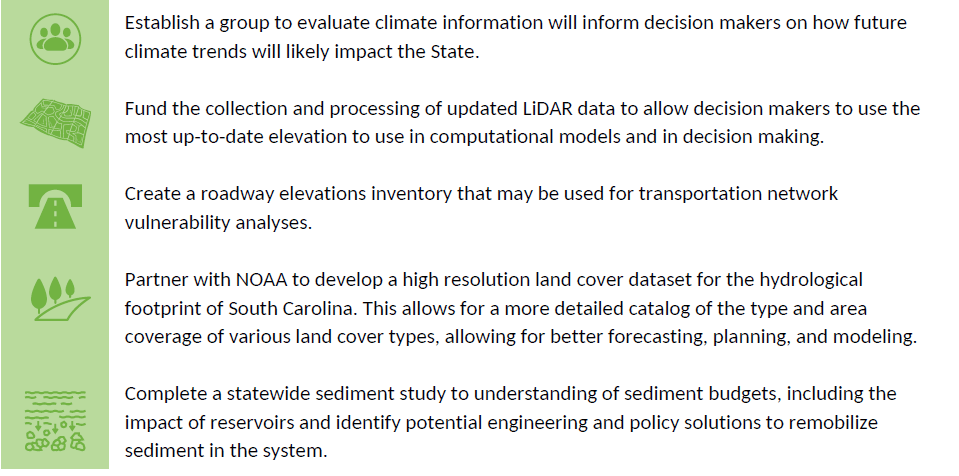 Establish a group to evaluate climate information will inform decision makers on how future
climate trends will likely impact the State.
Fund the collection and processing of updated LiDAR data to allow decision makers to use the
most up-to-date elevation to use in computational models and in decision making.
Create a roadway elevations inventory that may be used for transportation network
vulnerability analyses.
Partner with NOAA to develop a high resolution land cover dataset for the hydrological
footprint of South Carolina. This allows for a more detailed catalog of the type and area
coverage of various land cover types, allowing for better forecasting, planning, and modeling.
Complete a statewide sediment study to understanding of sediment budgets, including the
impact of reservoirs and identify potential engineering and policy solutions to remobilize
sediment in the system.